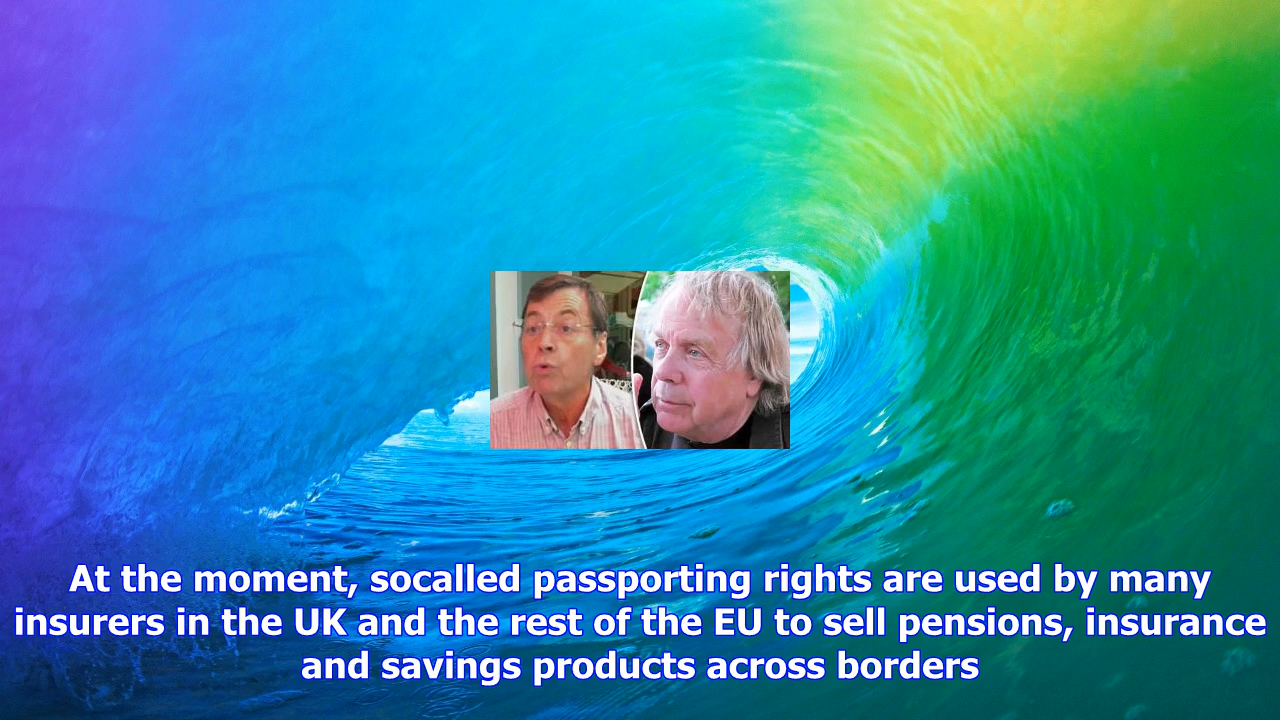 At the moment, socalled passporting rights are used by many
insurers in the UK and the rest of the EU to sell pensions, insurance
and savings products across borders